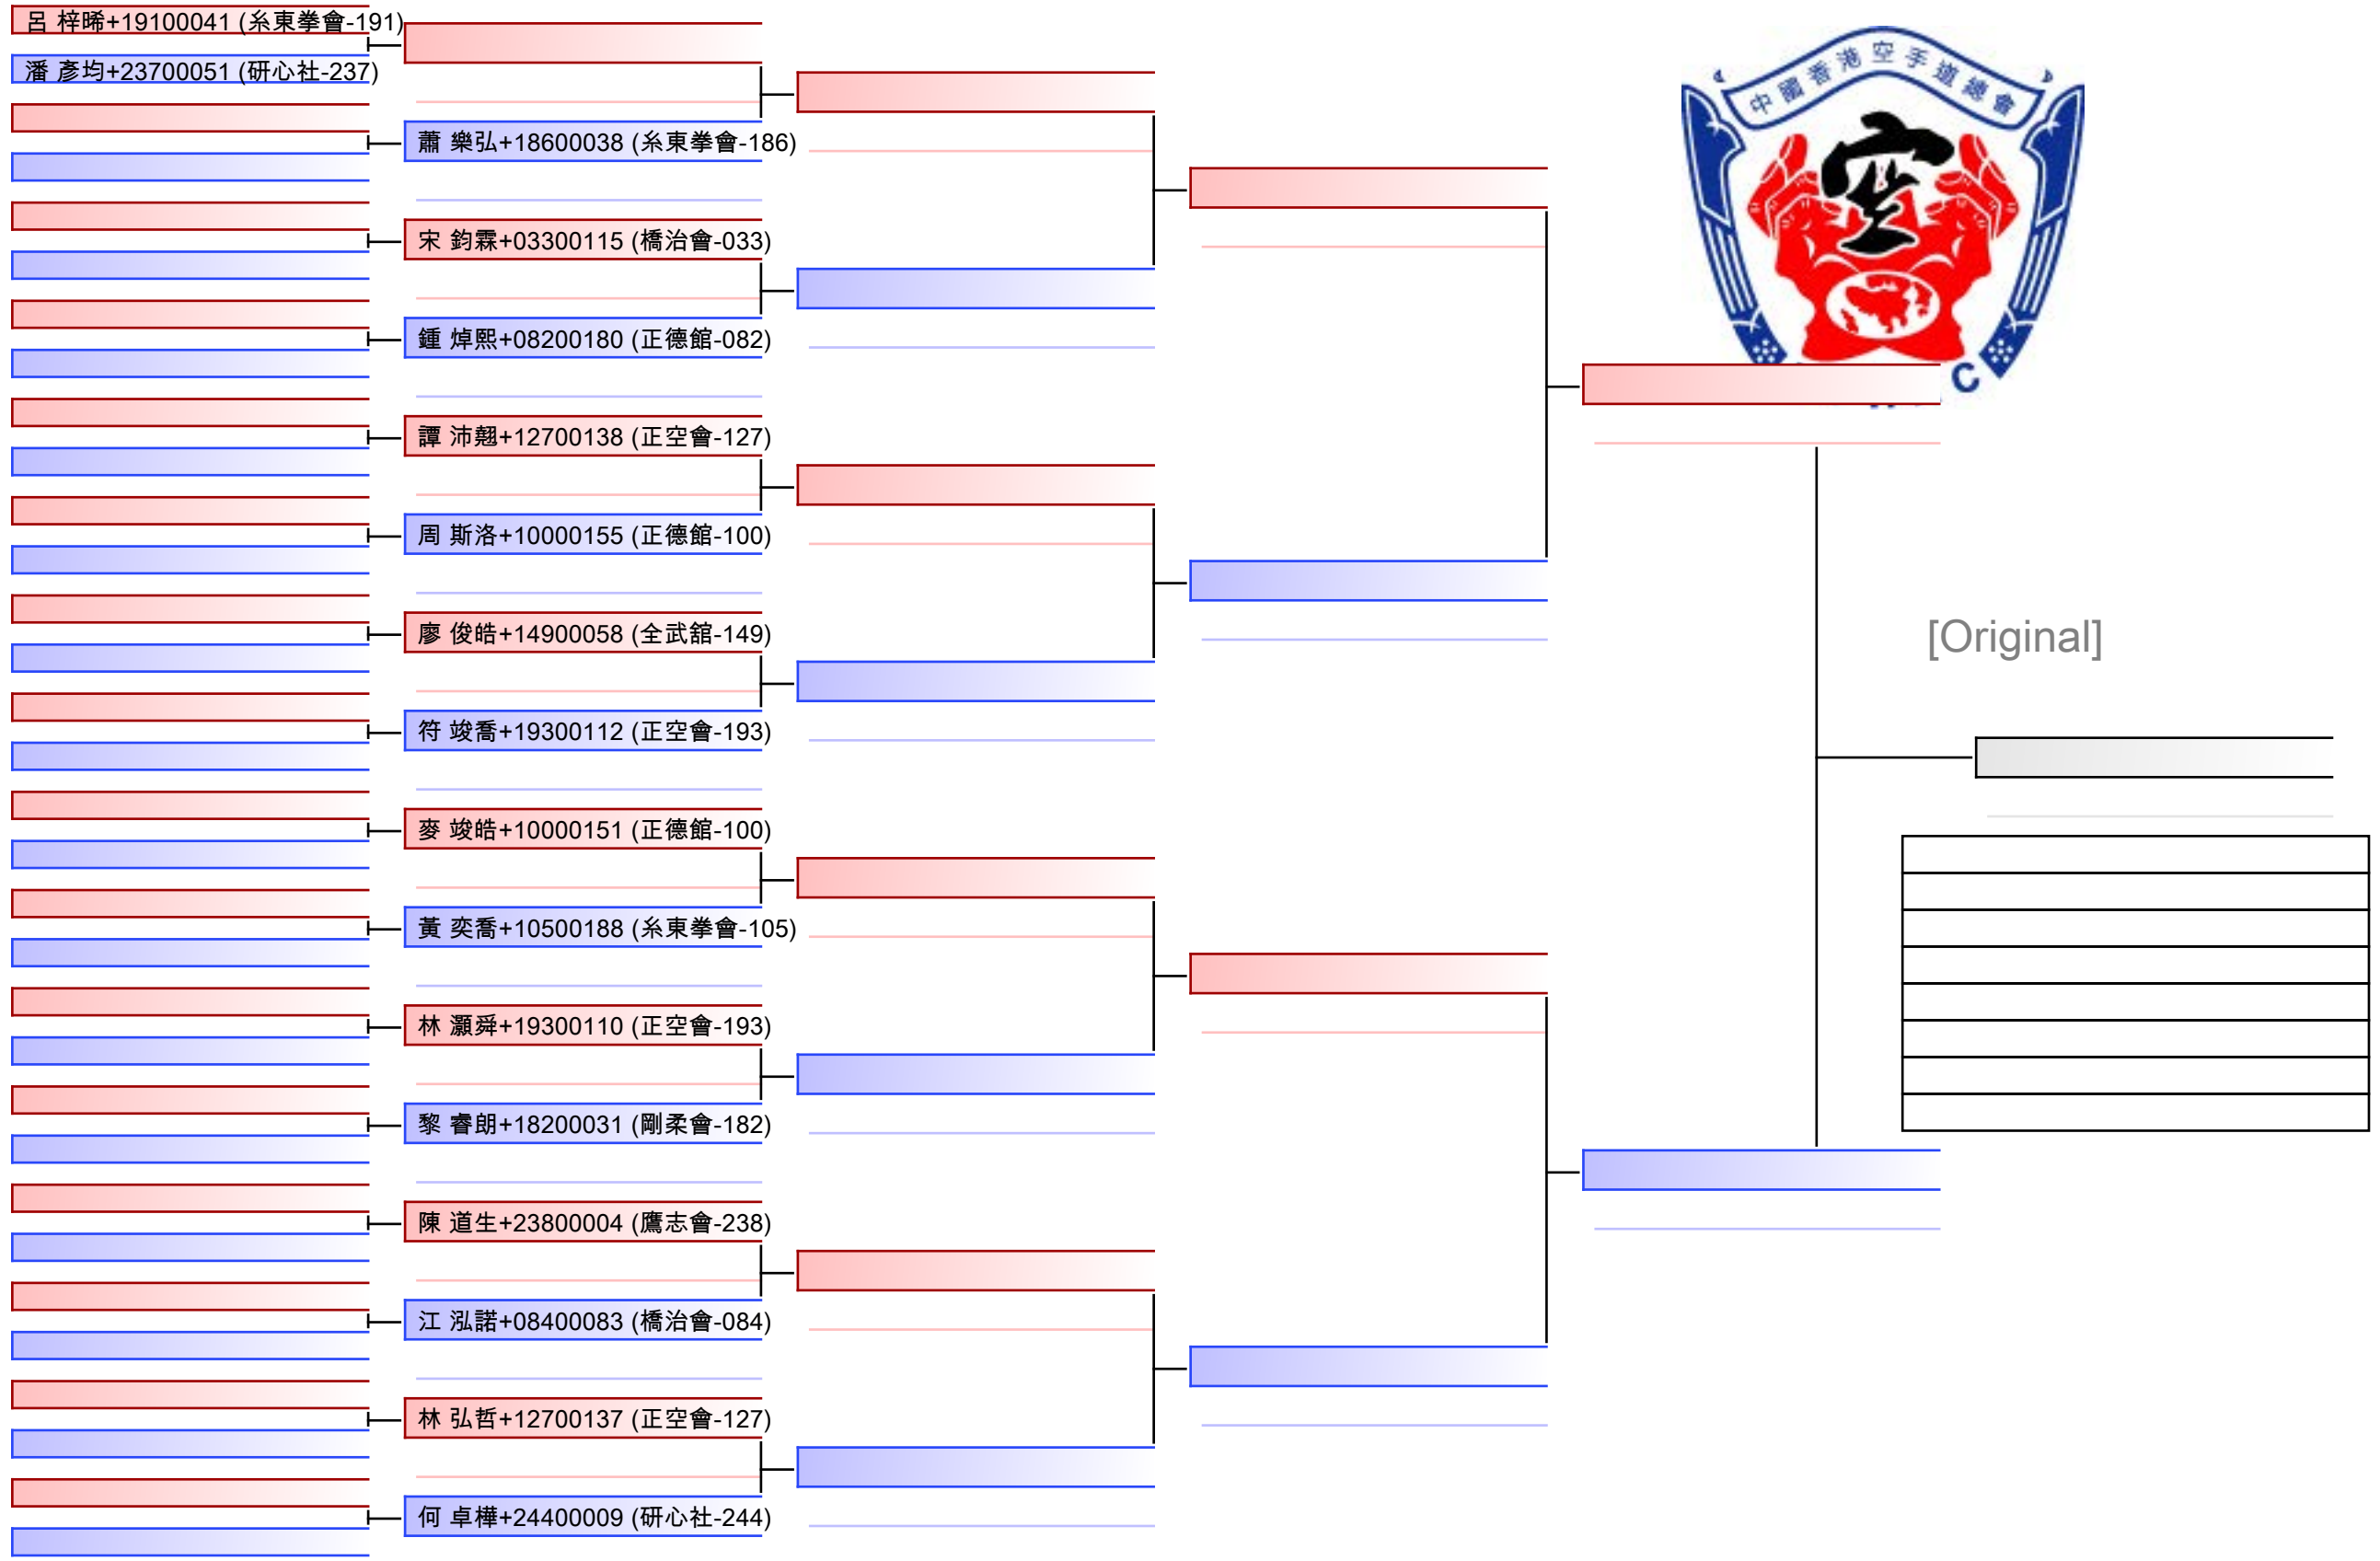 呂 梓晞+19100041 (糸東拳會-191)
潘 彥均+23700051 (研心社-237)
蕭 樂弘+18600038 (糸東拳會-186)
宋 鈞霖+03300115 (橋治會-033)
鍾 焯熙+08200180 (正德館-082)
譚 沛翹+12700138 (正空會-127)
周 斯洛+10000155 (正德館-100)
廖 俊皓+14900058 (全武舘-149)
符 竣喬+19300112 (正空會-193)
麥 竣皓+10000151 (正德館-100)
黃 奕喬+10500188 (糸東拳會-105)
林 灝舜+19300110 (正空會-193)
黎 睿朗+18200031 (剛柔會-182)
陳 道生+23800004 (鷹志會-238)
江 泓諾+08400083 (橋治會-084)
林 弘哲+12700137 (正空會-127)
何 卓樺+24400009 (研心社-244)
中國香港空手道總會
空
C
[Original]